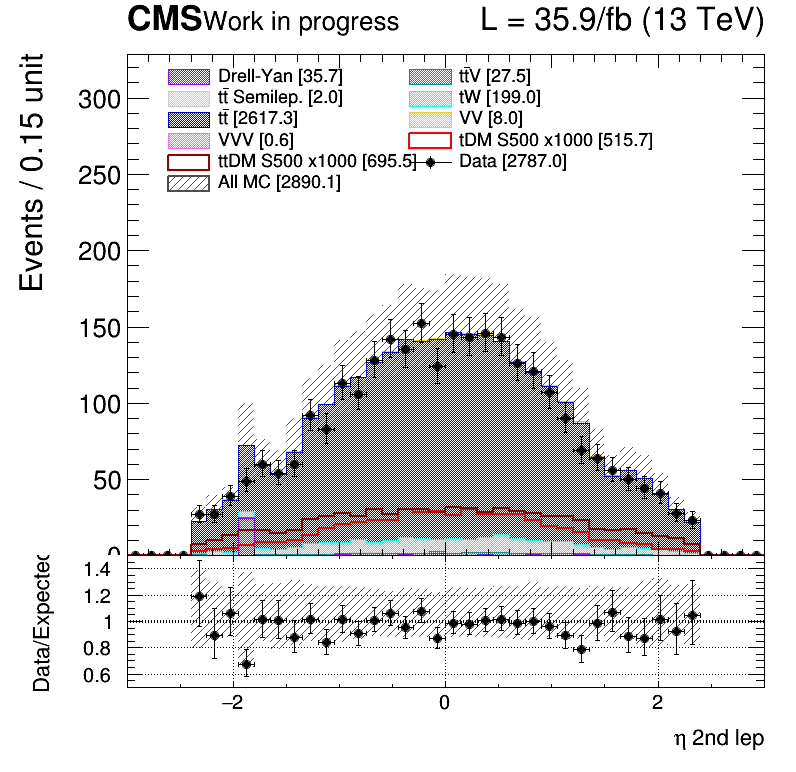 CMS Work in progress L = 35.9/fb (13 TeV)
Events / 0.15 unit
Drell-Yan [35.7]
tt̄V [27.5]
tt̄ Semilep. [2.0]
tW [199.0]
tt̄ [2617.3]
VV [8.0]
VVV [0.6]
tDM S500 x1000 [515.7]
ttDM S500 x1000 [695.5]
Data [2787.0]
All MC [2890.1]
300
250
200
150
100
50
0
Data/Expected
1.4
1.2
1
0.8
0.6
−2 0 2
η 2nd lep